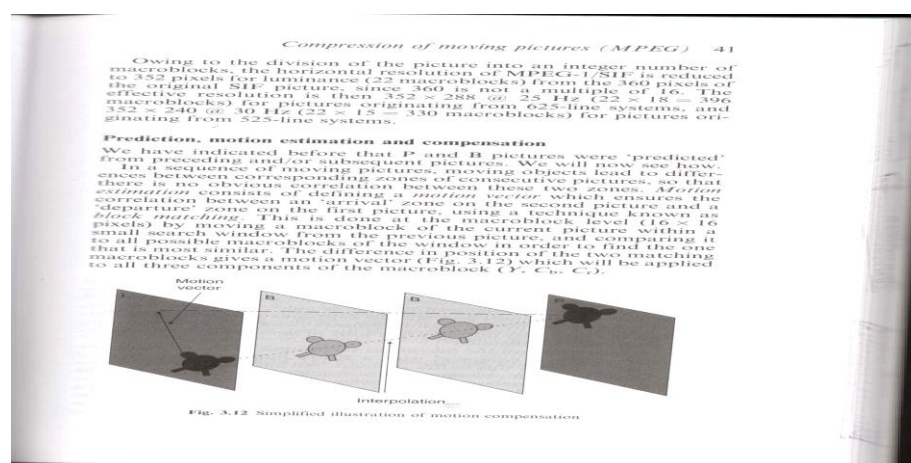 Compression of moving pictures (MPEG) 41
Owing to the division of the picture into an integer number of
macroblocks, the horizontal resolution of MPEG-1/SIF is reduced
to 352 pixels for luminance (22 macroblocks) from the 360 pixels of
the original SIF picture, since 360 is not a multiple of 16. The
effective resolution is then 352 × 288 @ 25 Hz (22 × 18 = 396
macroblocks) for pictures originating from 625-line systems, and
352 × 240 @ 30 Hz (22 × 15 = 330 macroblocks) for pictures ori-
ginating from 525-line systems.
Prediction, motion estimation and compensation
We have indicated before that P and B pictures were 'predicted'
from preceding and/or subsequent pictures. We will now see how.
In a sequence of moving pictures, moving objects lead to differ-
ences between corresponding zones of consecutive pictures, so that
there is no obvious correlation between these two zones. Motion
estimation consists of defining a motion vector which ensures the
correlation between an 'arrival' zone on the second picture and a
'departure' zone on the first picture, using a technique known as
block matching. This is done at the macroblock level (16 × 16
pixels) by moving a macroblock of the current picture within a
small search window from the previous picture, and comparing it
to all possible macroblocks of the window in order to find the one
that is most similar. The difference in position of the two matching
macroblocks gives a motion vector (Fig. 3.12) which will be applied
to all three components of the macroblock (Y, Cb, Cr).
Motion
vector
I
B
B
P
Interpolation
Fig. 3.12 Simplified illustration of motion compensation